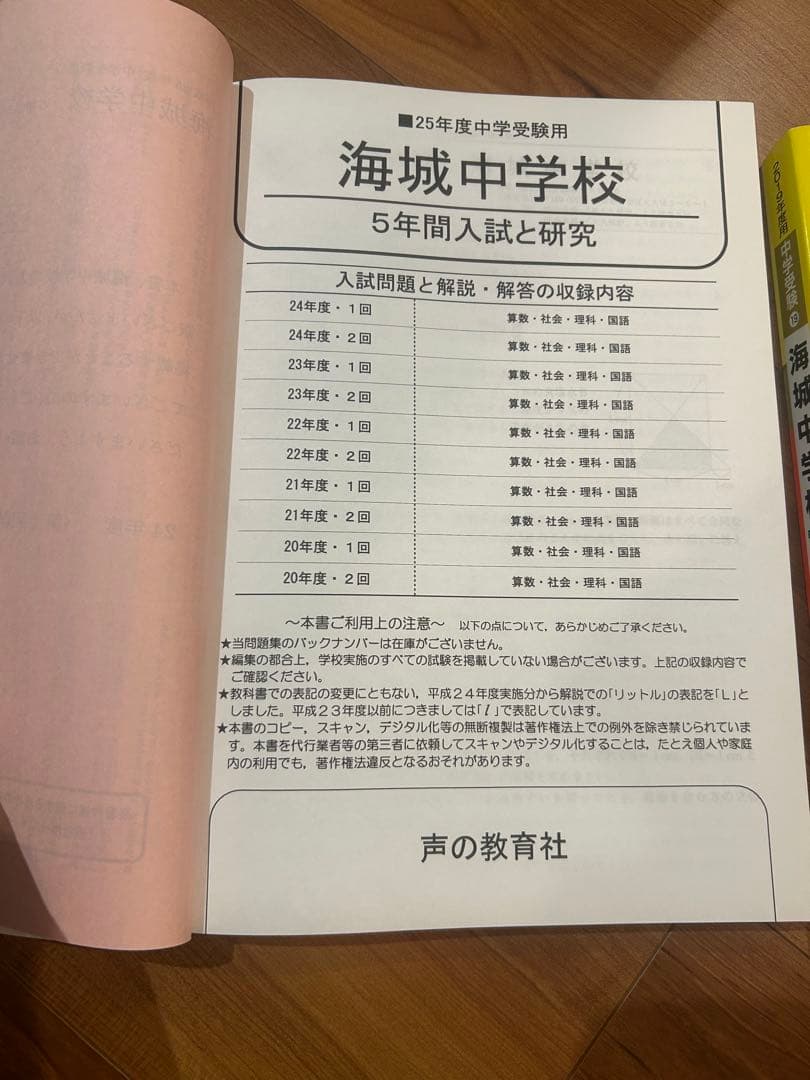 ■25年度中学受験用
海城中学校
5年間入試と研究
入試問題と解説・解答の収録内容
24年度・1回 算数・社会・理科・国語
24年度・2回 算数・社会・理科・国語
23年度・1回 算数・社会・理科・国語
23年度・2回 算数・社会・理科・国語
22年度・1回 算数・社会・理科・国語
22年度・2回 算数・社会・理科・国語
21年度・1回 算数・社会・理科・国語
21年度・2回 算数・社会・理科・国語
20年度・1回 算数・社会・理科・国語
20年度・2回 算数・社会・理科・国語
～本書ご利用上の注意～ 以下の点について，あらかじめご了承ください。
★当問題集のバックナンバーは在庫がございません。
★編集の都合上，学校実施のすべての試験を掲載していない場合がございます。上記の収録内容で
ご確認ください。
★教科書での表記の変更にともない，平成24年度実施分から解説での「リットル」の表記を「L」と
しました。平成23年度以前につきましては「l」で表記しています。
★本書のコピー，スキャン，デジタル化等の無断複製は著作権法上での例外を除き禁じられていま
す。本書を代行業者等の第三者に依頼してスキャンやデジタル化することは，たとえ個人や家庭
内の利用でも，著作権法違反となるおそれがあります。
声の教育社
2019年度用
中学受験
19
海城中学校